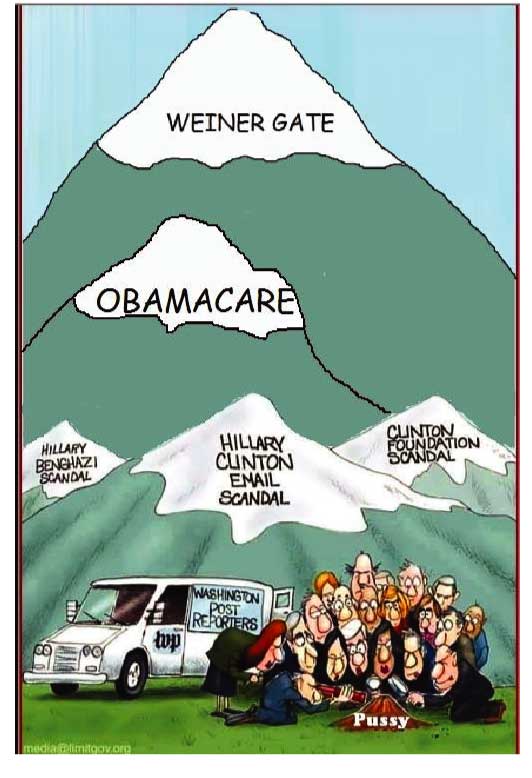 WEINER GATE
OBAMACARE
HILLARY
BENGHAZI
SCANDAL
HILLARY
CLINTON
EMAIL
SCANDAL
CLINTON
FOUNDATION
SCANDAL
WASHINGTON
POST
REPORTERS
twp
Pussy
media@limitgov.org